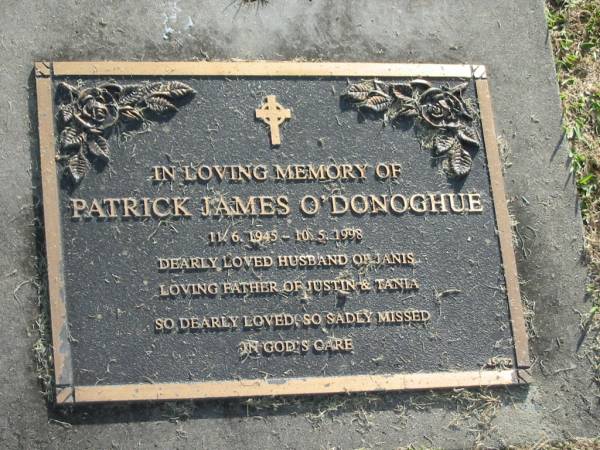 IN LOVING MEMORY OF
PATRICK JAMES O'DONOGHUE
11. 6. 1945 – 10. 5. 1998
DEARLY LOVED HUSBAND OF JANIS
LOVING FATHER OF JUSTIN & TANIA
SO DEARLY LOVED, SO SADLY MISSED
IN GOD'S CARE